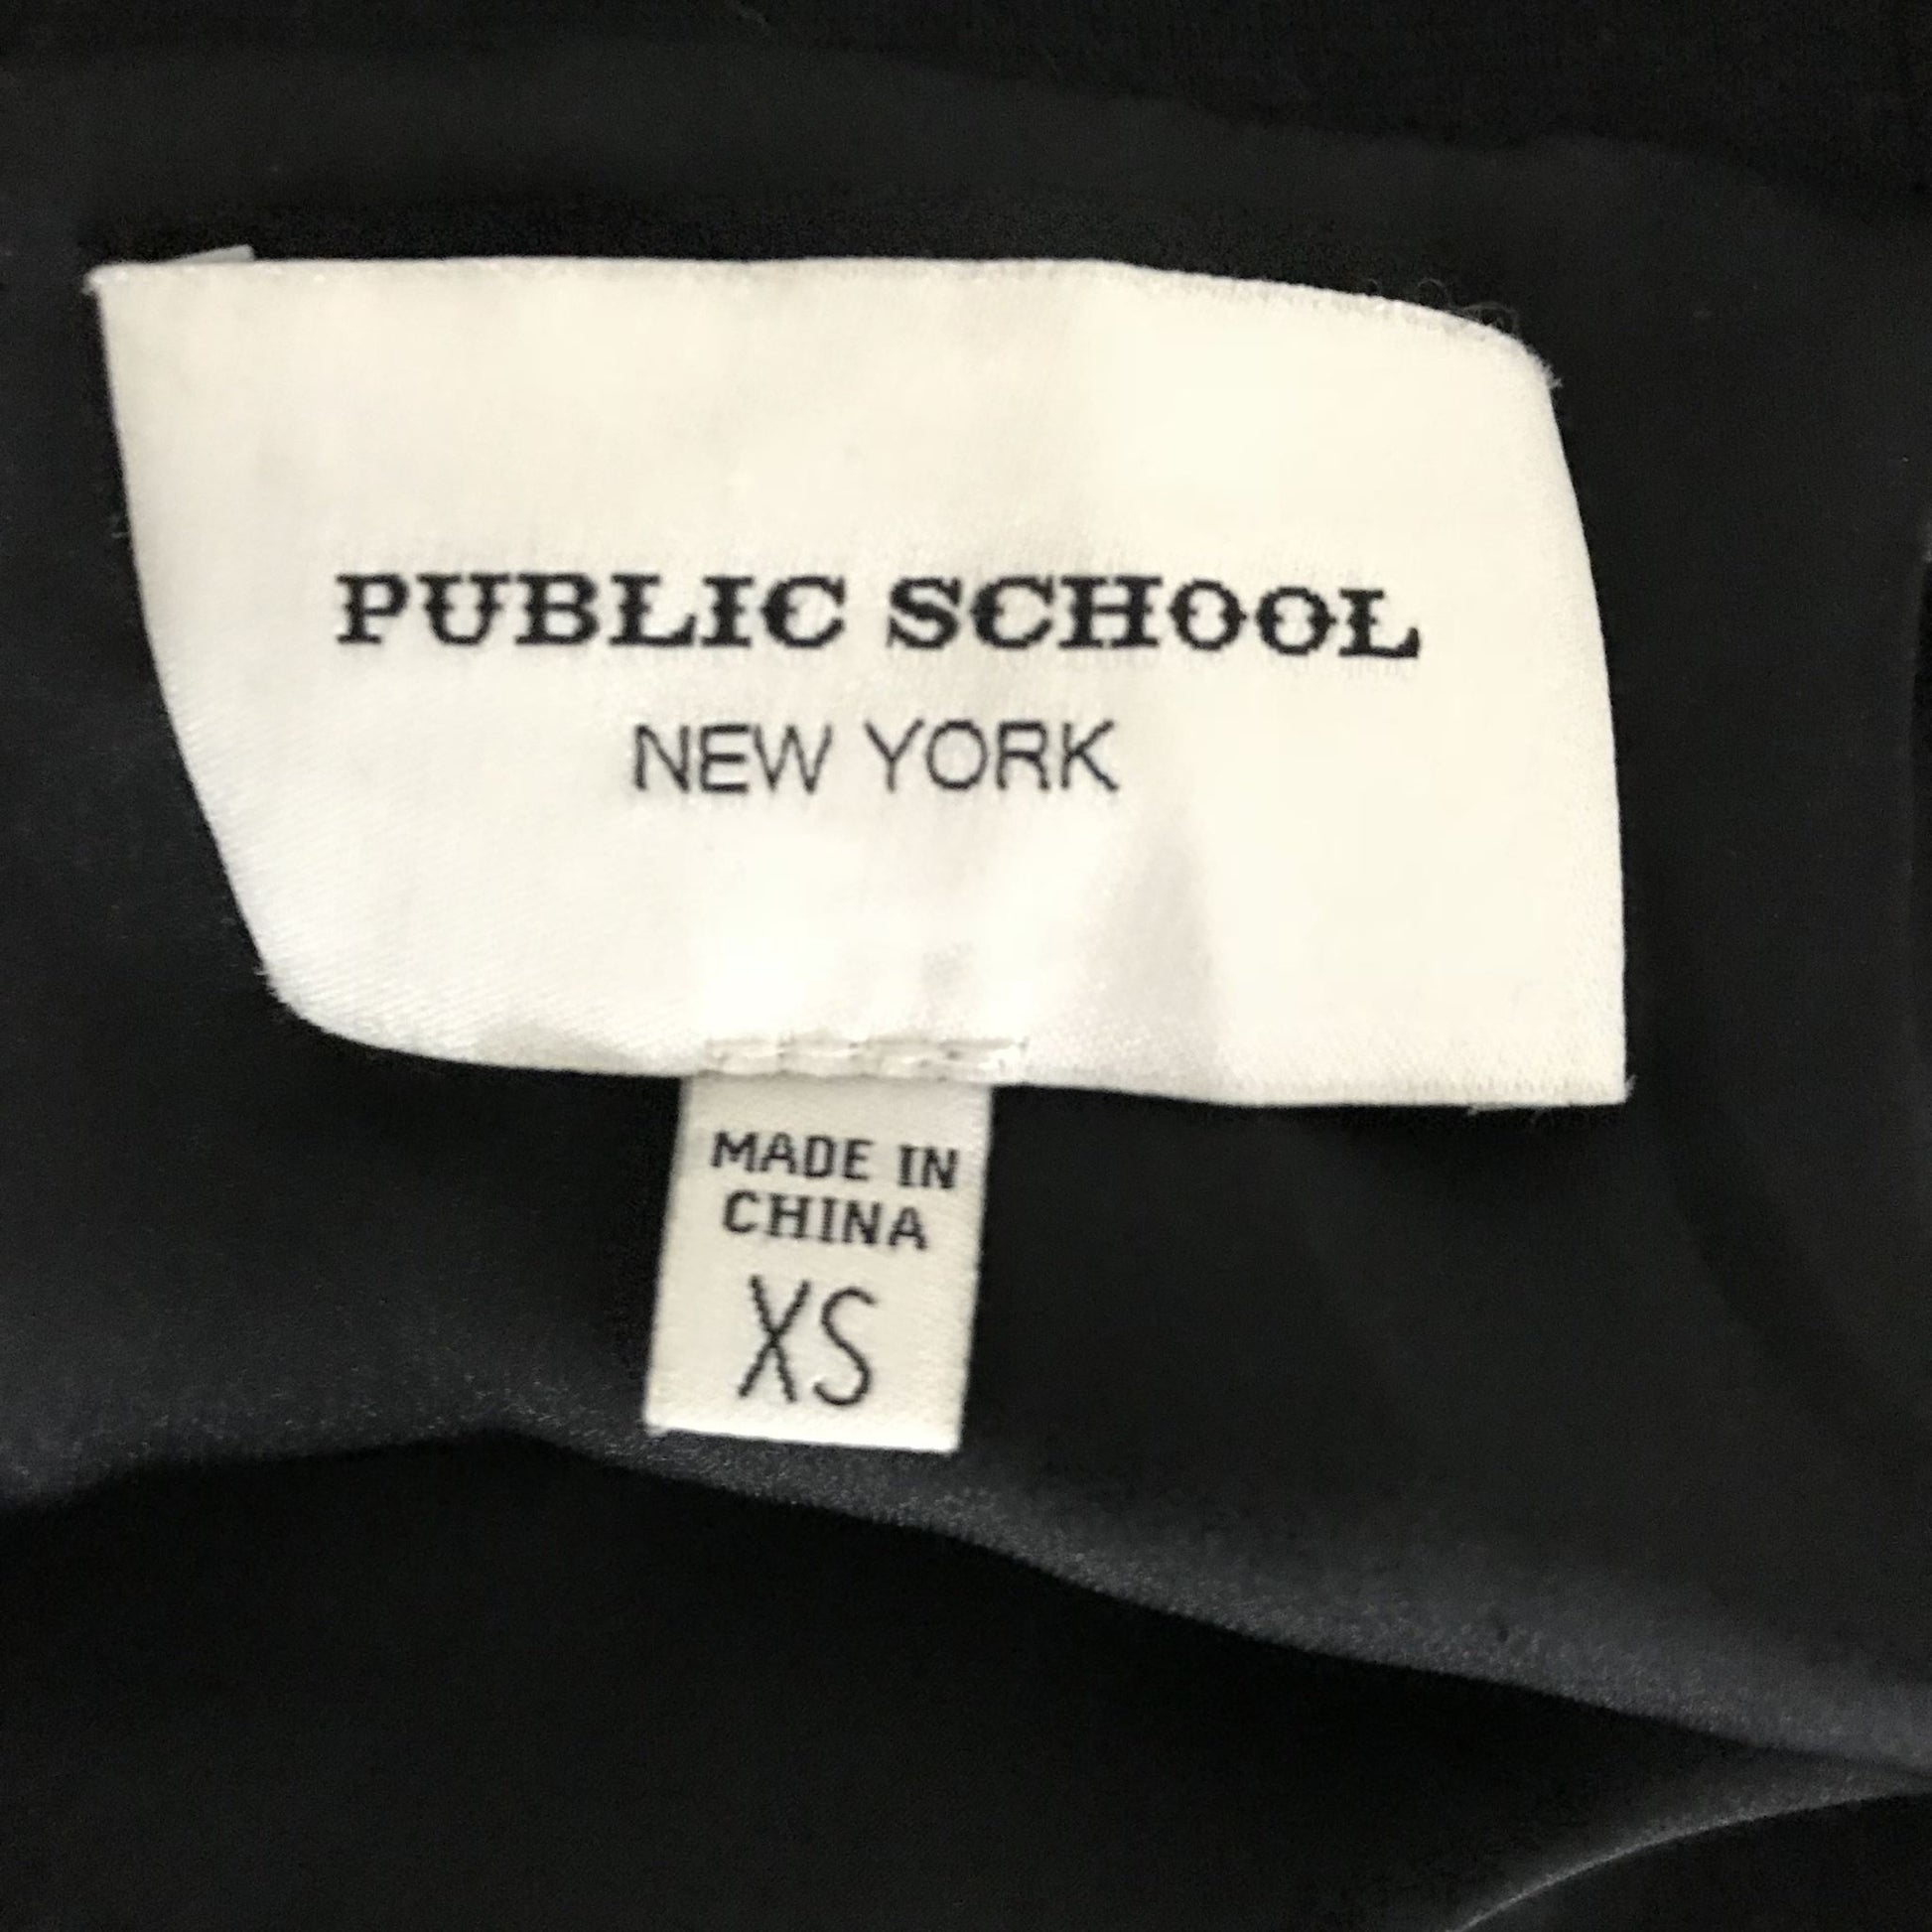 PUBLIC SCHOOL
NEW YORK
MADE IN
CHINA
XS